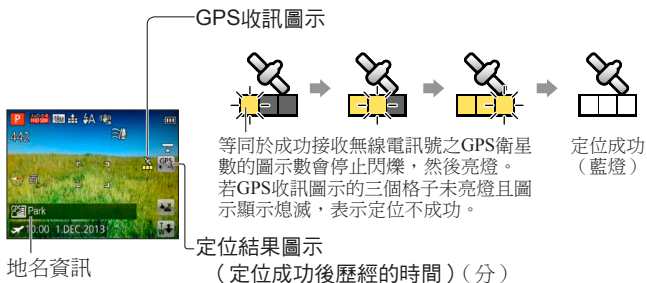 GPS收訊圖示
P
18M
4A
442
GPS
Park
10:00 1.DEC.2013
T
W
等同於成功接收無線電訊號之GPS衛星
數的圖示數會停止閃爍，然後亮燈。
若GPS收訊圖示的三個格子未亮燈且圖
示顯示熄滅，表示定位不成功。
定位成功
（藍燈）
定位結果圖示
（定位成功後歷經的時間）（分）
地名資訊